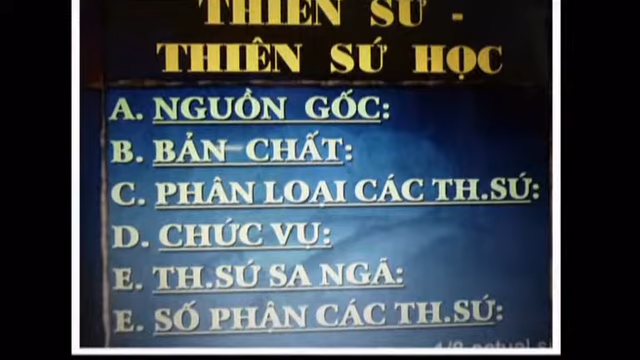 THIÊN SỨ -
THIÊN SỨ HỌC
A. NGUỒN GỐC:
B. BẢN CHẤT:
C. PHÂN LOẠI CÁC TH.SỨ:
D. CHỨC VỤ:
E. TH.SỨ SA NGÃ:
E. SỐ PHẬN CÁC TH.SỨ: